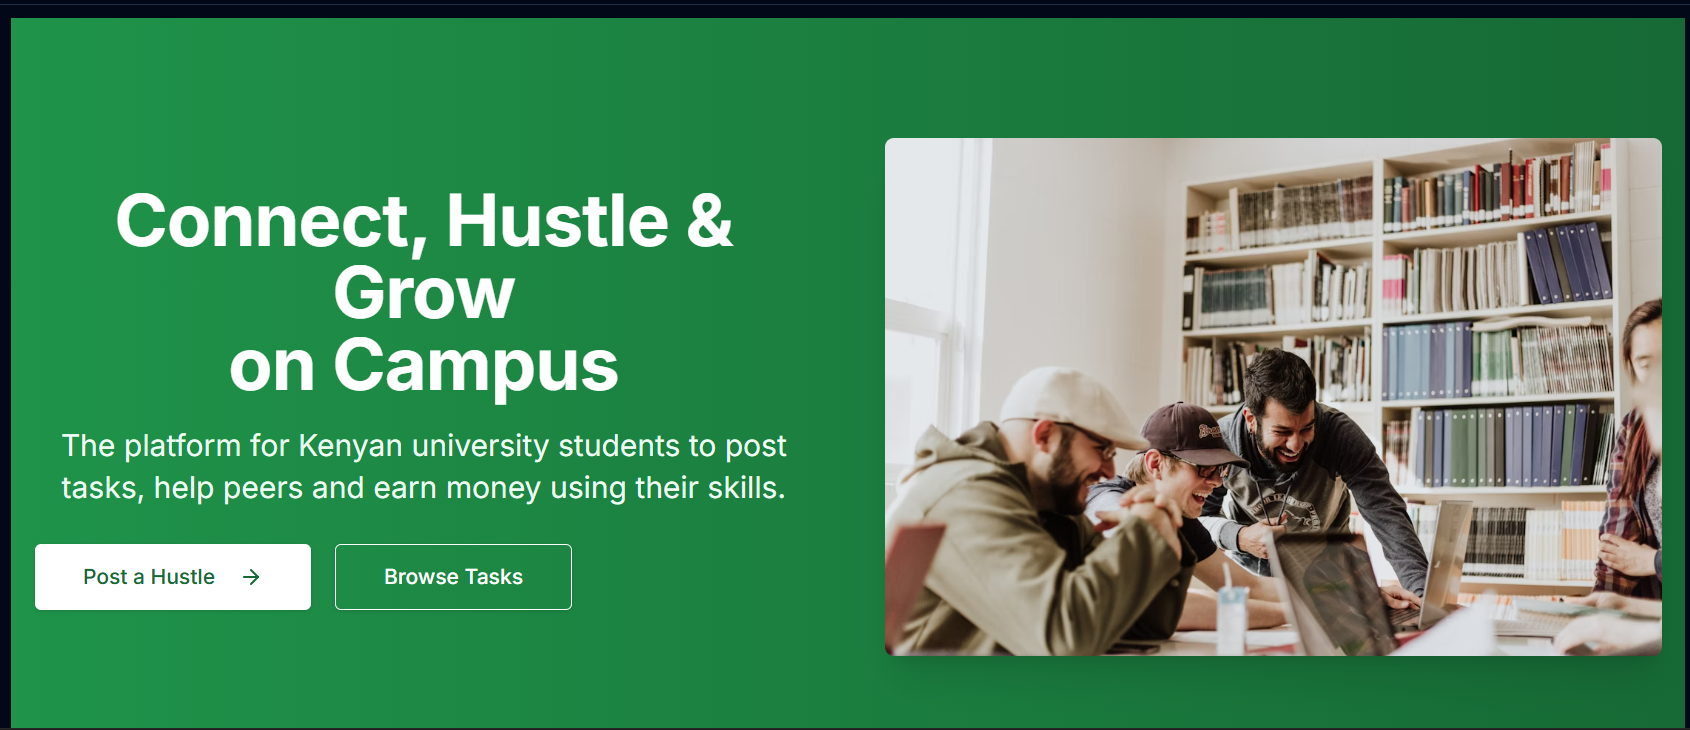 Connect, Hustle &
Grow
on Campus
The platform for Kenyan university students to post
tasks, help peers and earn money using their skills.
Post a Hustle
Browse Tasks